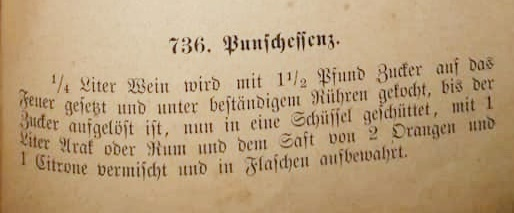 736. Punschessenz.
¼ Liter Wein wird mit 1½ Pfund Zucker auf das
Feuer gesetzt und unter beständigem Rühren gekocht, bis der
Zucker aufgelöst ist, nun in eine Schüssel geschüttet, mit 1
Liter Arak oder Rum und dem Saft von 2 Orangen und
1 Citrone vermischt und in Flaschen aufbewahrt.